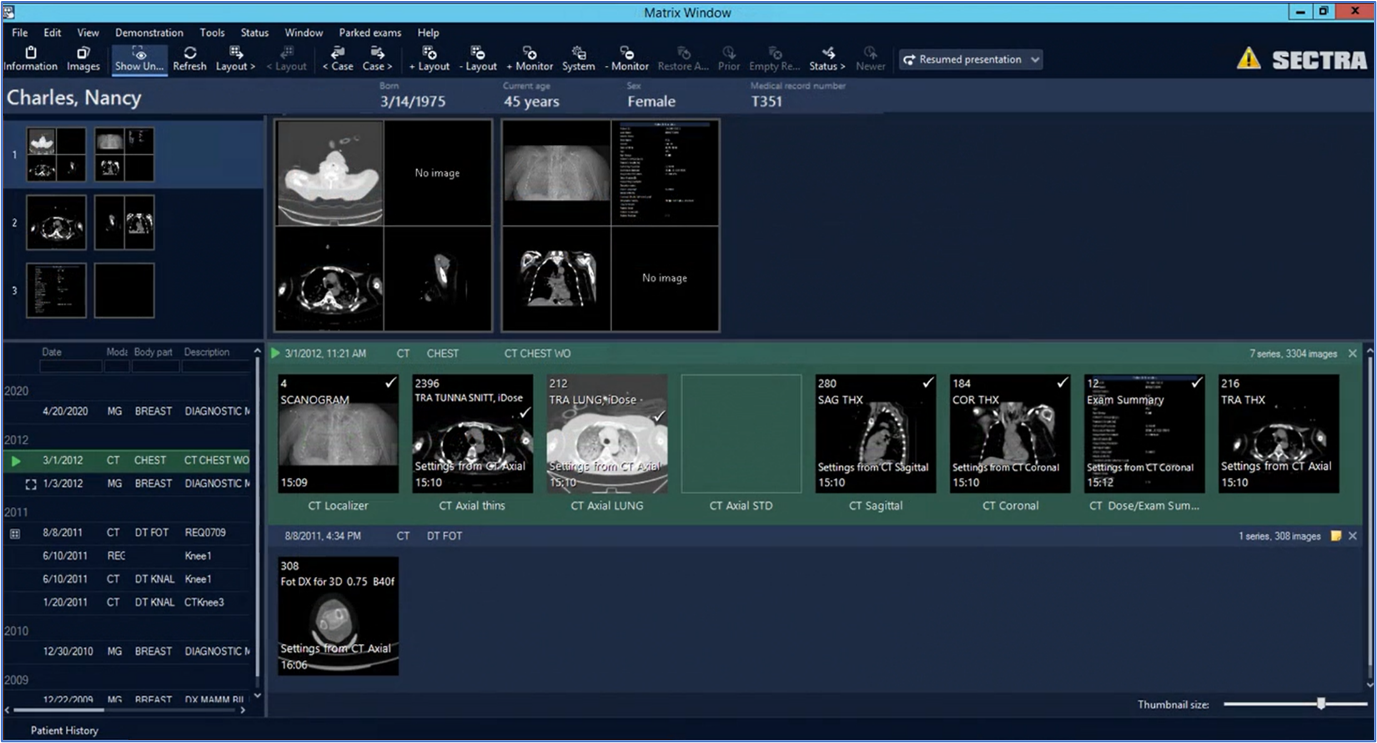 Matrix Window
File Edit View Demonstration Tools Status Window Parked exams Help
Information Images Show Un... Refresh Layout > < Layout < Case Case > + Layout - Layout + Monitor System - Monitor Restore A... Prior Empty Re... Status > Newer Resumed presentation SECTRA
Born Current age Sex Medical record number
Charles, Nancy 3/14/1975 45 years Female T351
1
No image
2
No image
3
Date Moda Body part Description
2020
4/20/2020 MG BREAST DIAGNOSTIC M
2012
3/1/2012 CT CHEST CT CHEST WO
1/3/2012 MG BREAST DIAGNOSTIC M
2011
8/8/2011 CT DT FOT REQ0709
6/10/2011 REC Knee1
6/10/2011 CT DT KNAL Knee1
1/20/2011 CT DT KNAL CTKnee3
2010
12/30/2010 MG BREAST DIAGNOSTIC M
2009
12/22/2009 MG BREAST DX MAMM BIL
3/1/2012, 11:21 AM CT CHEST CT CHEST WO 7 series, 3304 images
4
SCANOGRAM
15:09
CT Localizer
2396
TRA TUNNA SNITT, iDose
Settings from CT Axial
15:10
CT Axial thins
212
TRA LUNG, iDose
Settings from CT Axial
15:10
CT Axial LUNG
CT Axial STD
280
SAG THX
Settings from CT Sagittal
15:10
CT Sagittal
184
COR THX
Settings from CT Coronal
15:10
CT Coronal
12
Exam Summary
Settings from CT Coronal
15:12
CT Dose/Exam Sum...
216
TRA THX
Settings from CT Axial
15:10
8/8/2011, 4:34 PM CT DT FOT 1 series, 308 images
308
Fot DX för 3D 0.75 B40f
Settings from CT Axial
16:06
Thumbnail size:
Patient History